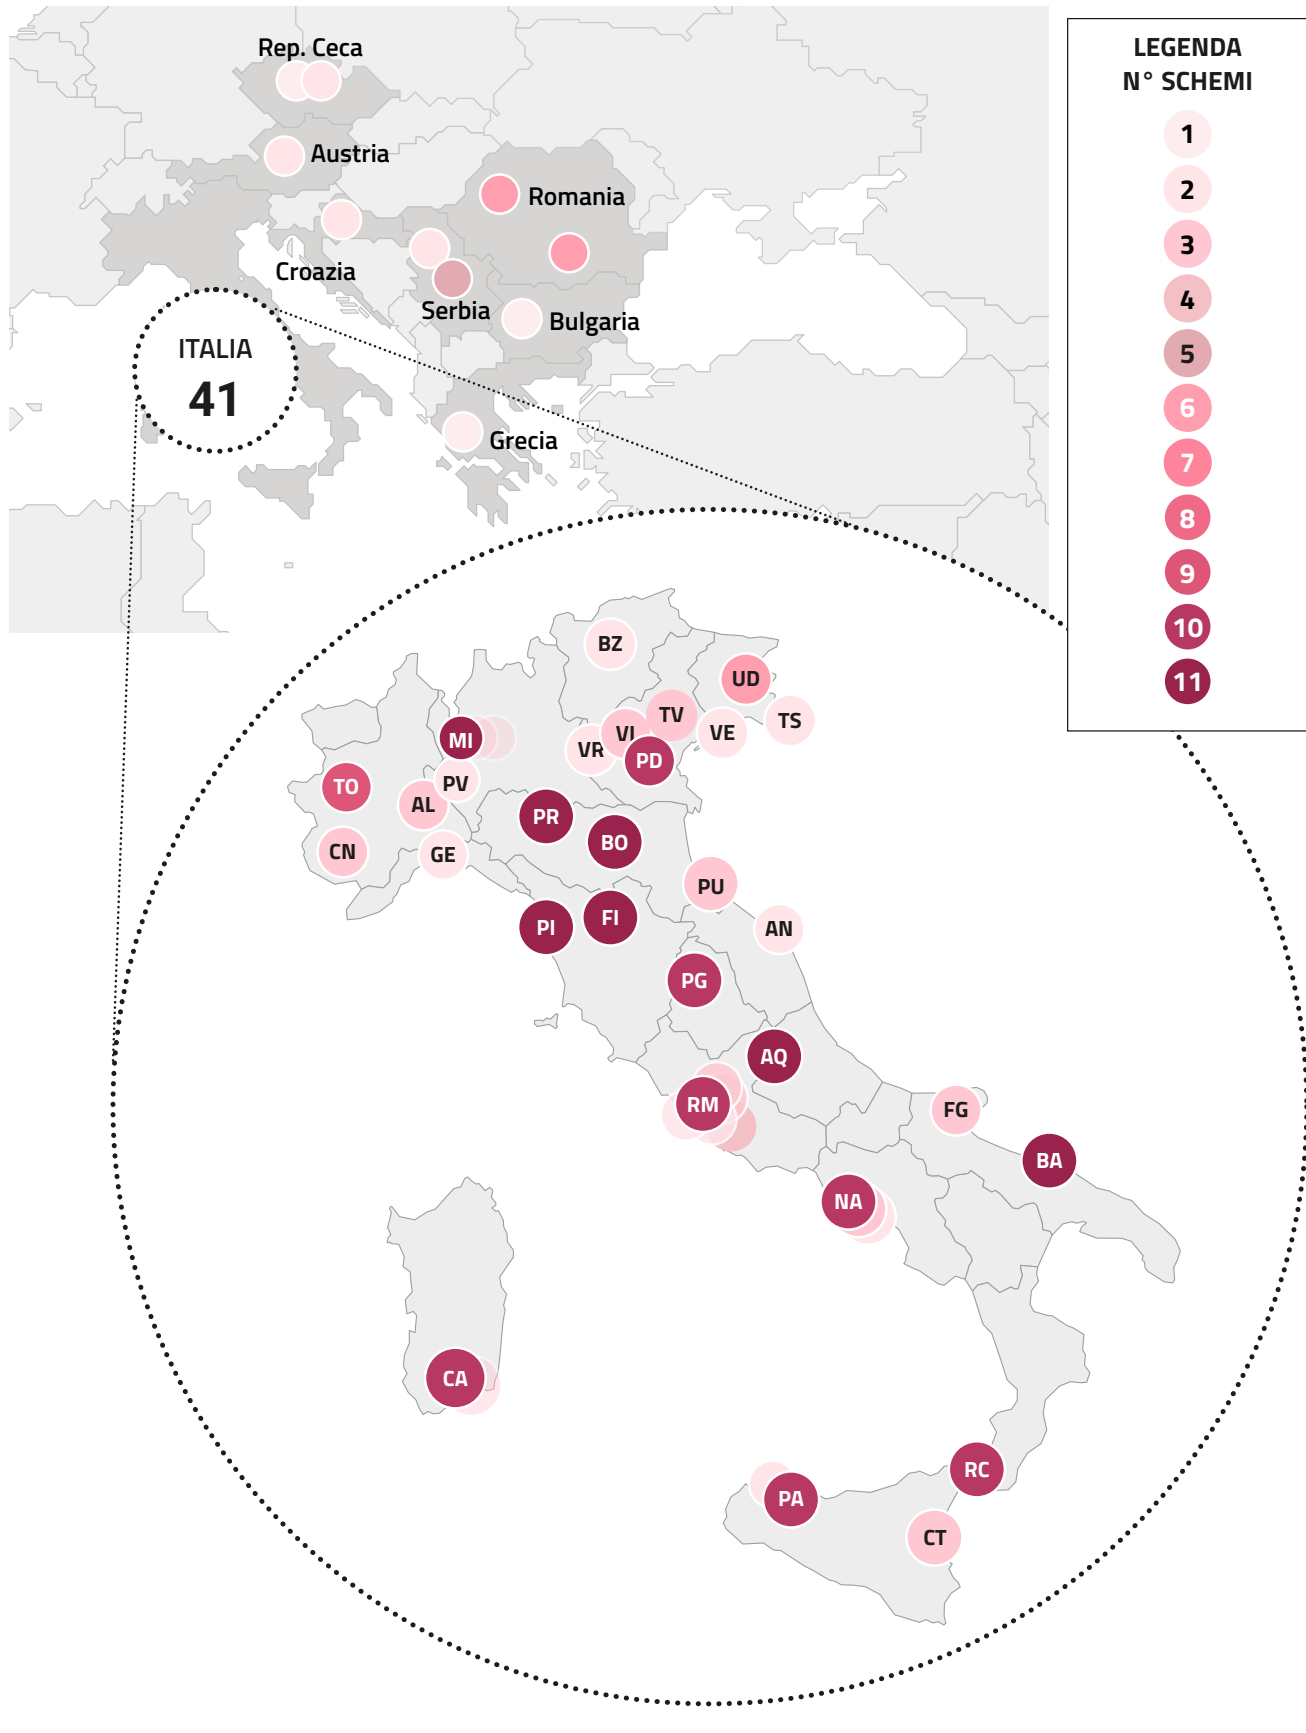 Rep. Ceca
Austria
Romania
Croazia
Serbia
Bulgaria
Grecia
ITALIA
41
LEGENDA
N° SCHEMI
1
2
3
4
5
6
7
8
9
10
11
BZ
UD
TV
TS
VI
VE
MI
VR
PD
PV
TO
AL
PR
BO
CN
GE
PU
FI
PI
AN
PG
AQ
RM
FG
BA
NA
CA
RC
PA
CT